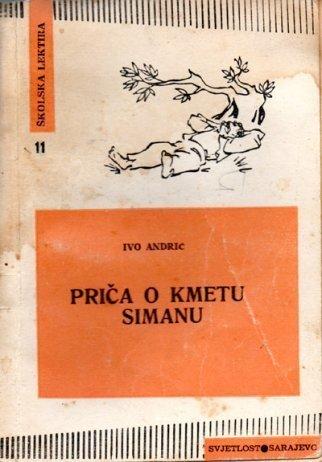 ŠKOLSKA LEKTIRA
11
IVO ANDRIĆ
PRIČA O KMETU
SIMANU
SVJETLOST SARAJEVO